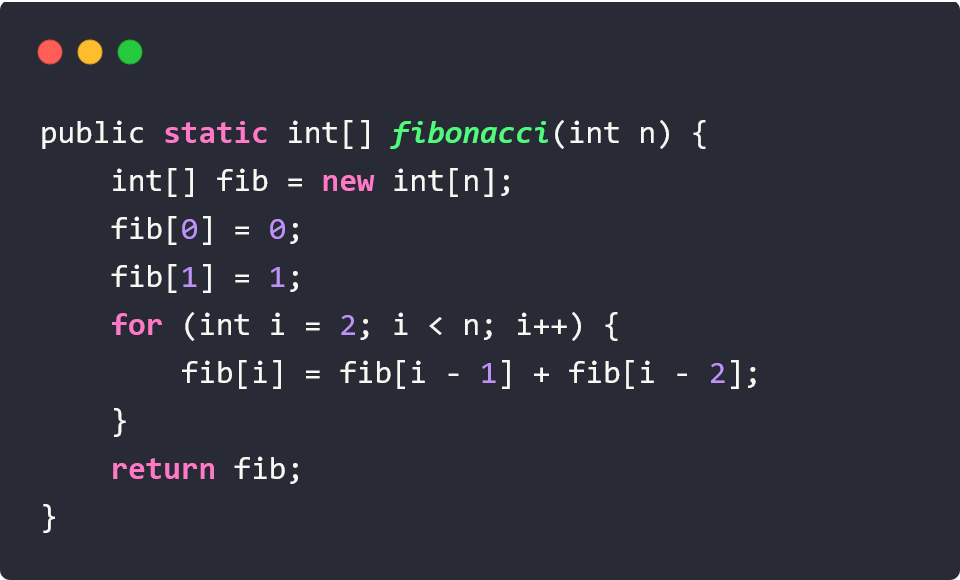 public static int[] fibonacci(int n) {
    int[] fib = new int[n];
    fib[0] = 0;
    fib[1] = 1;
    for (int i = 2; i < n; i++) {
        fib[i] = fib[i - 1] + fib[i - 2];
    }
    return fib;
}